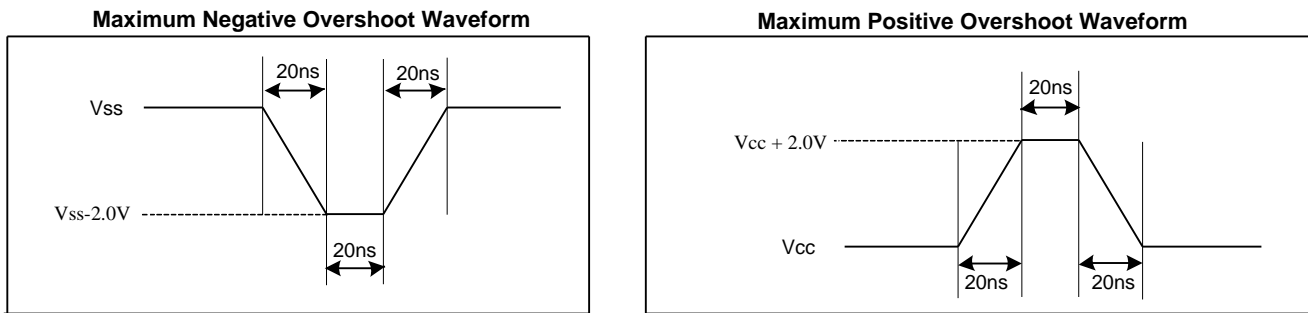 Maximum Negative Overshoot Waveform
20ns
20ns
Vss
Vss-2.0V
20ns
Maximum Positive Overshoot Waveform
20ns
Vcc + 2.0V
Vcc
20ns
20ns